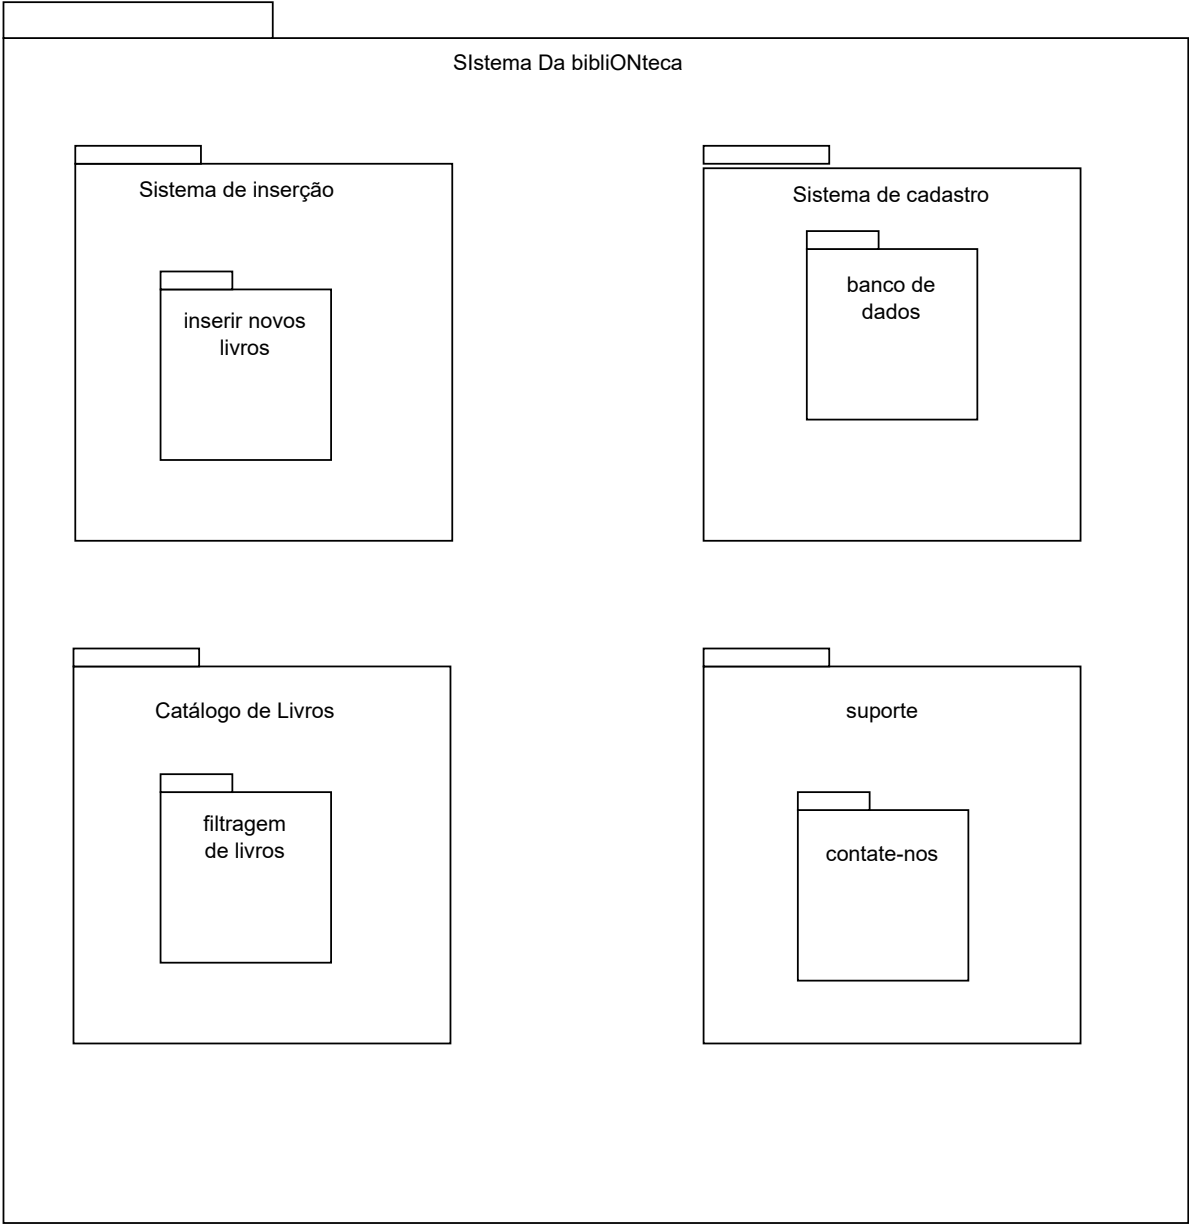 SIstema Da bibliONteca
Sistema de inserção
inserir novos
livros
Sistema de cadastro
banco de
dados
Catálogo de Livros
filtragem
de livros
suporte
contate-nos